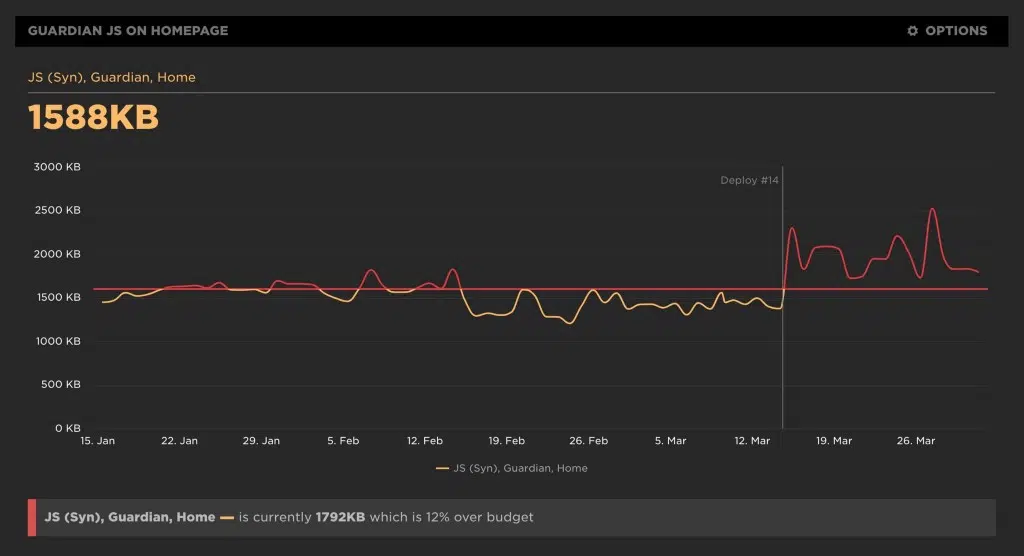 GUARDIAN JS ON HOMEPAGE OPTIONS
JS (Syn), Guardian, Home
1588KB
3000 KB
Deploy #14
2500 KB
2000 KB
1500 KB
1000 KB
500 KB
0 KB
15. Jan 22. Jan 29. Jan 5. Feb 12. Feb 19. Feb 26. Feb 5. Mar 12. Mar 19. Mar 26. Mar
JS (Syn), Guardian, Home
JS (Syn), Guardian, Home — is currently 1792KB which is 12% over budget